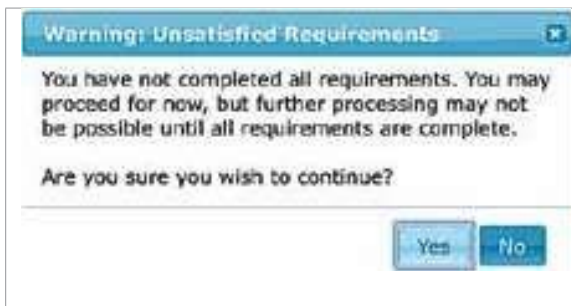 Warning: Unsatisfied Requirements
You have not completed all requirements. You may
proceed for now, but further processing may not
be possible until all requirements are complete.
Are you sure you wish to continue?
Yes No